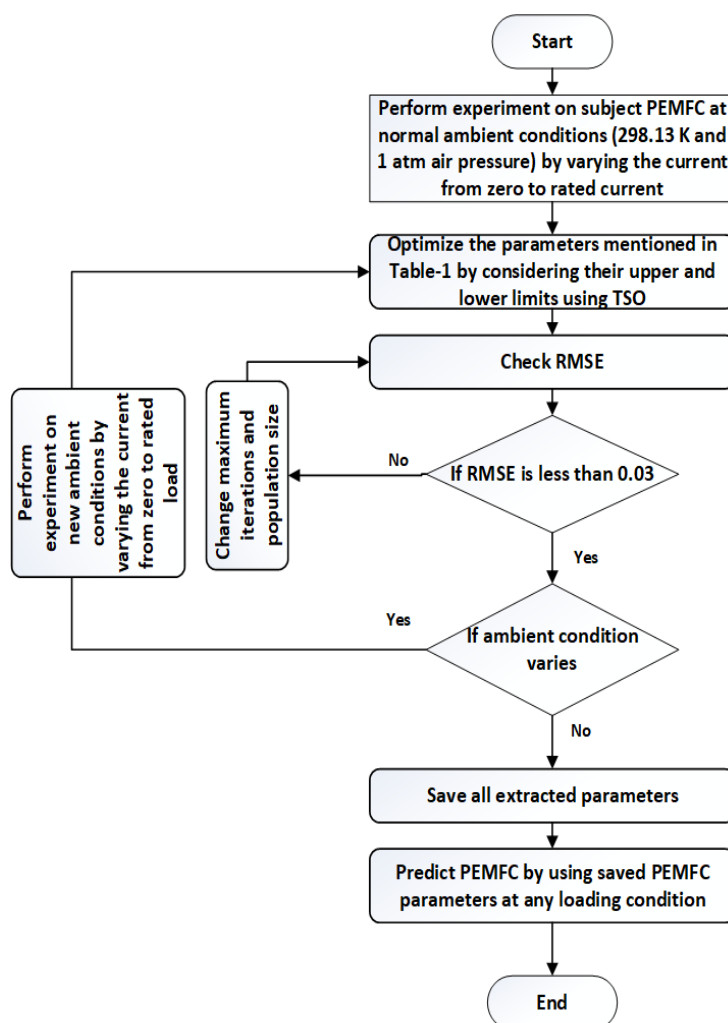 Start
Perform experiment on subject PEMFC at
normal ambient conditions (298.13 K and
1 atm air pressure) by varying the current
from zero to rated current
Optimize the parameters mentioned in
Table-1 by considering their upper and
lower limits using TSO
Check RMSE
If RMSE is less than 0.03
No
Change maximum
iterations and
population size
Yes
If ambient condition
varies
Yes
Perform
experiment on
new ambient
conditions by
varying the current
from zero to rated
load
No
Save all extracted parameters
Predict PEMFC by using saved PEMFC
parameters at any loading condition
End